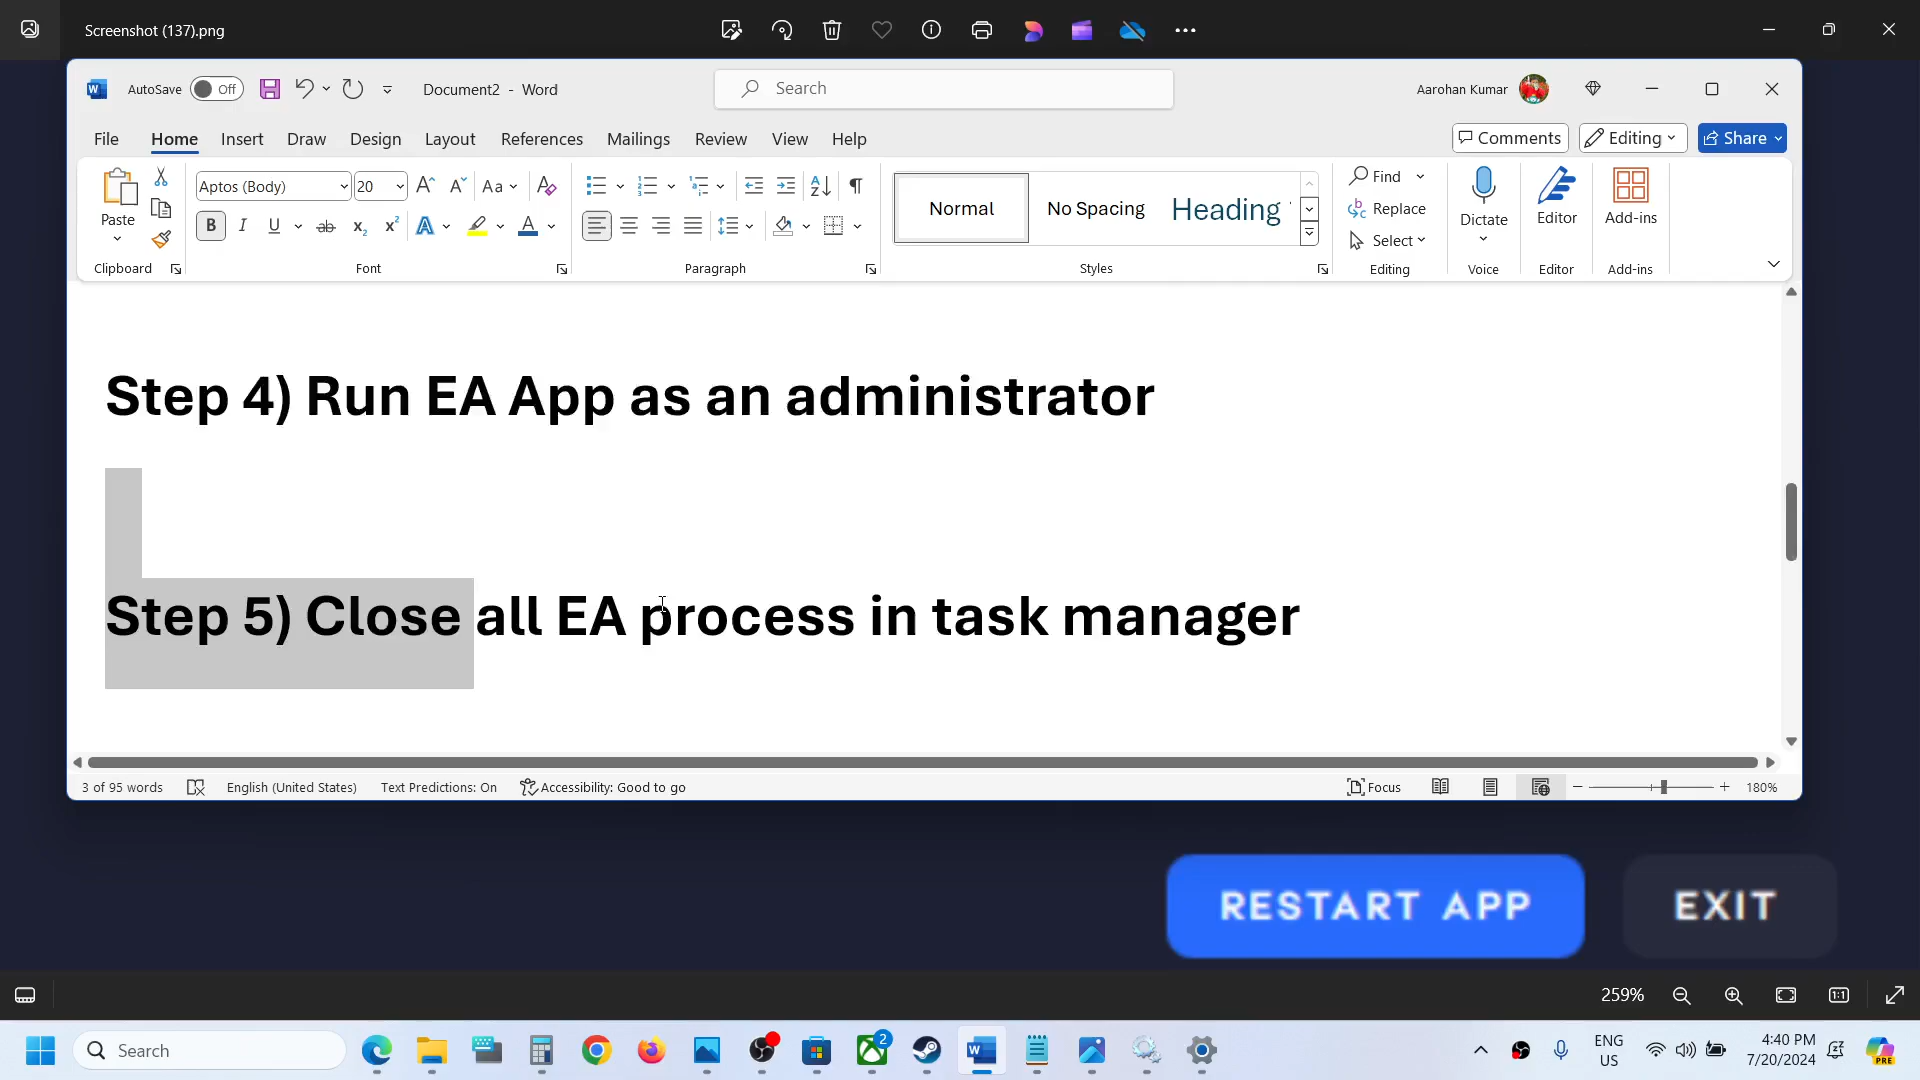 Screenshot (137).png
AutoSave Off Document2 - Word Search Aarohan Kumar
File Home Insert Draw Design Layout References Mailings Review View Help Comments Editing Share
Paste
Clipboard
Aptos (Body) 20
Font
Paragraph
Normal No Spacing Heading
Styles
Find
Replace
Select
Editing
Dictate
Voice
Editor
Editor
Add-ins
Add-ins
Step 4) Run EA App as an administrator
Step 5) Close all EA process in task manager
3 of 95 words English (United States) Text Predictions: On Accessibility: Good to go Focus 180%
RESTART APP EXIT
259%
Search 2 ENG US 4:40 PM 7/20/2024 PRE